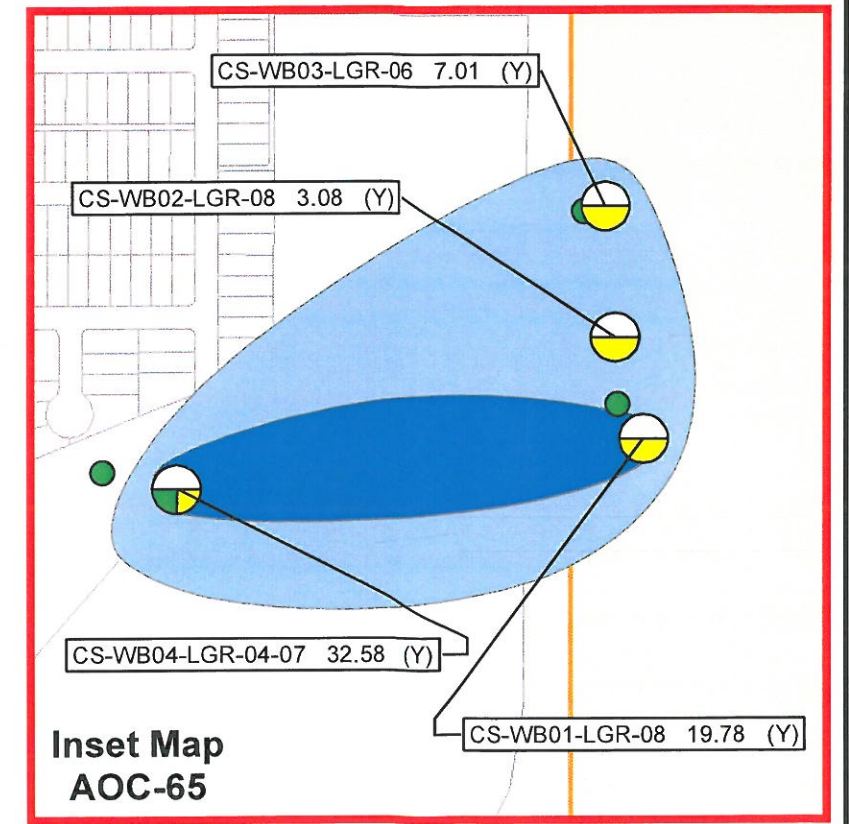 CS-WB03-LGR-06 7.01 (Y)
CS-WB02-LGR-08 3.08 (Y)
CS-WB04-LGR-04-07 32.58 (Y)
CS-WB01-LGR-08 19.78 (Y)
Inset Map
AOC-65